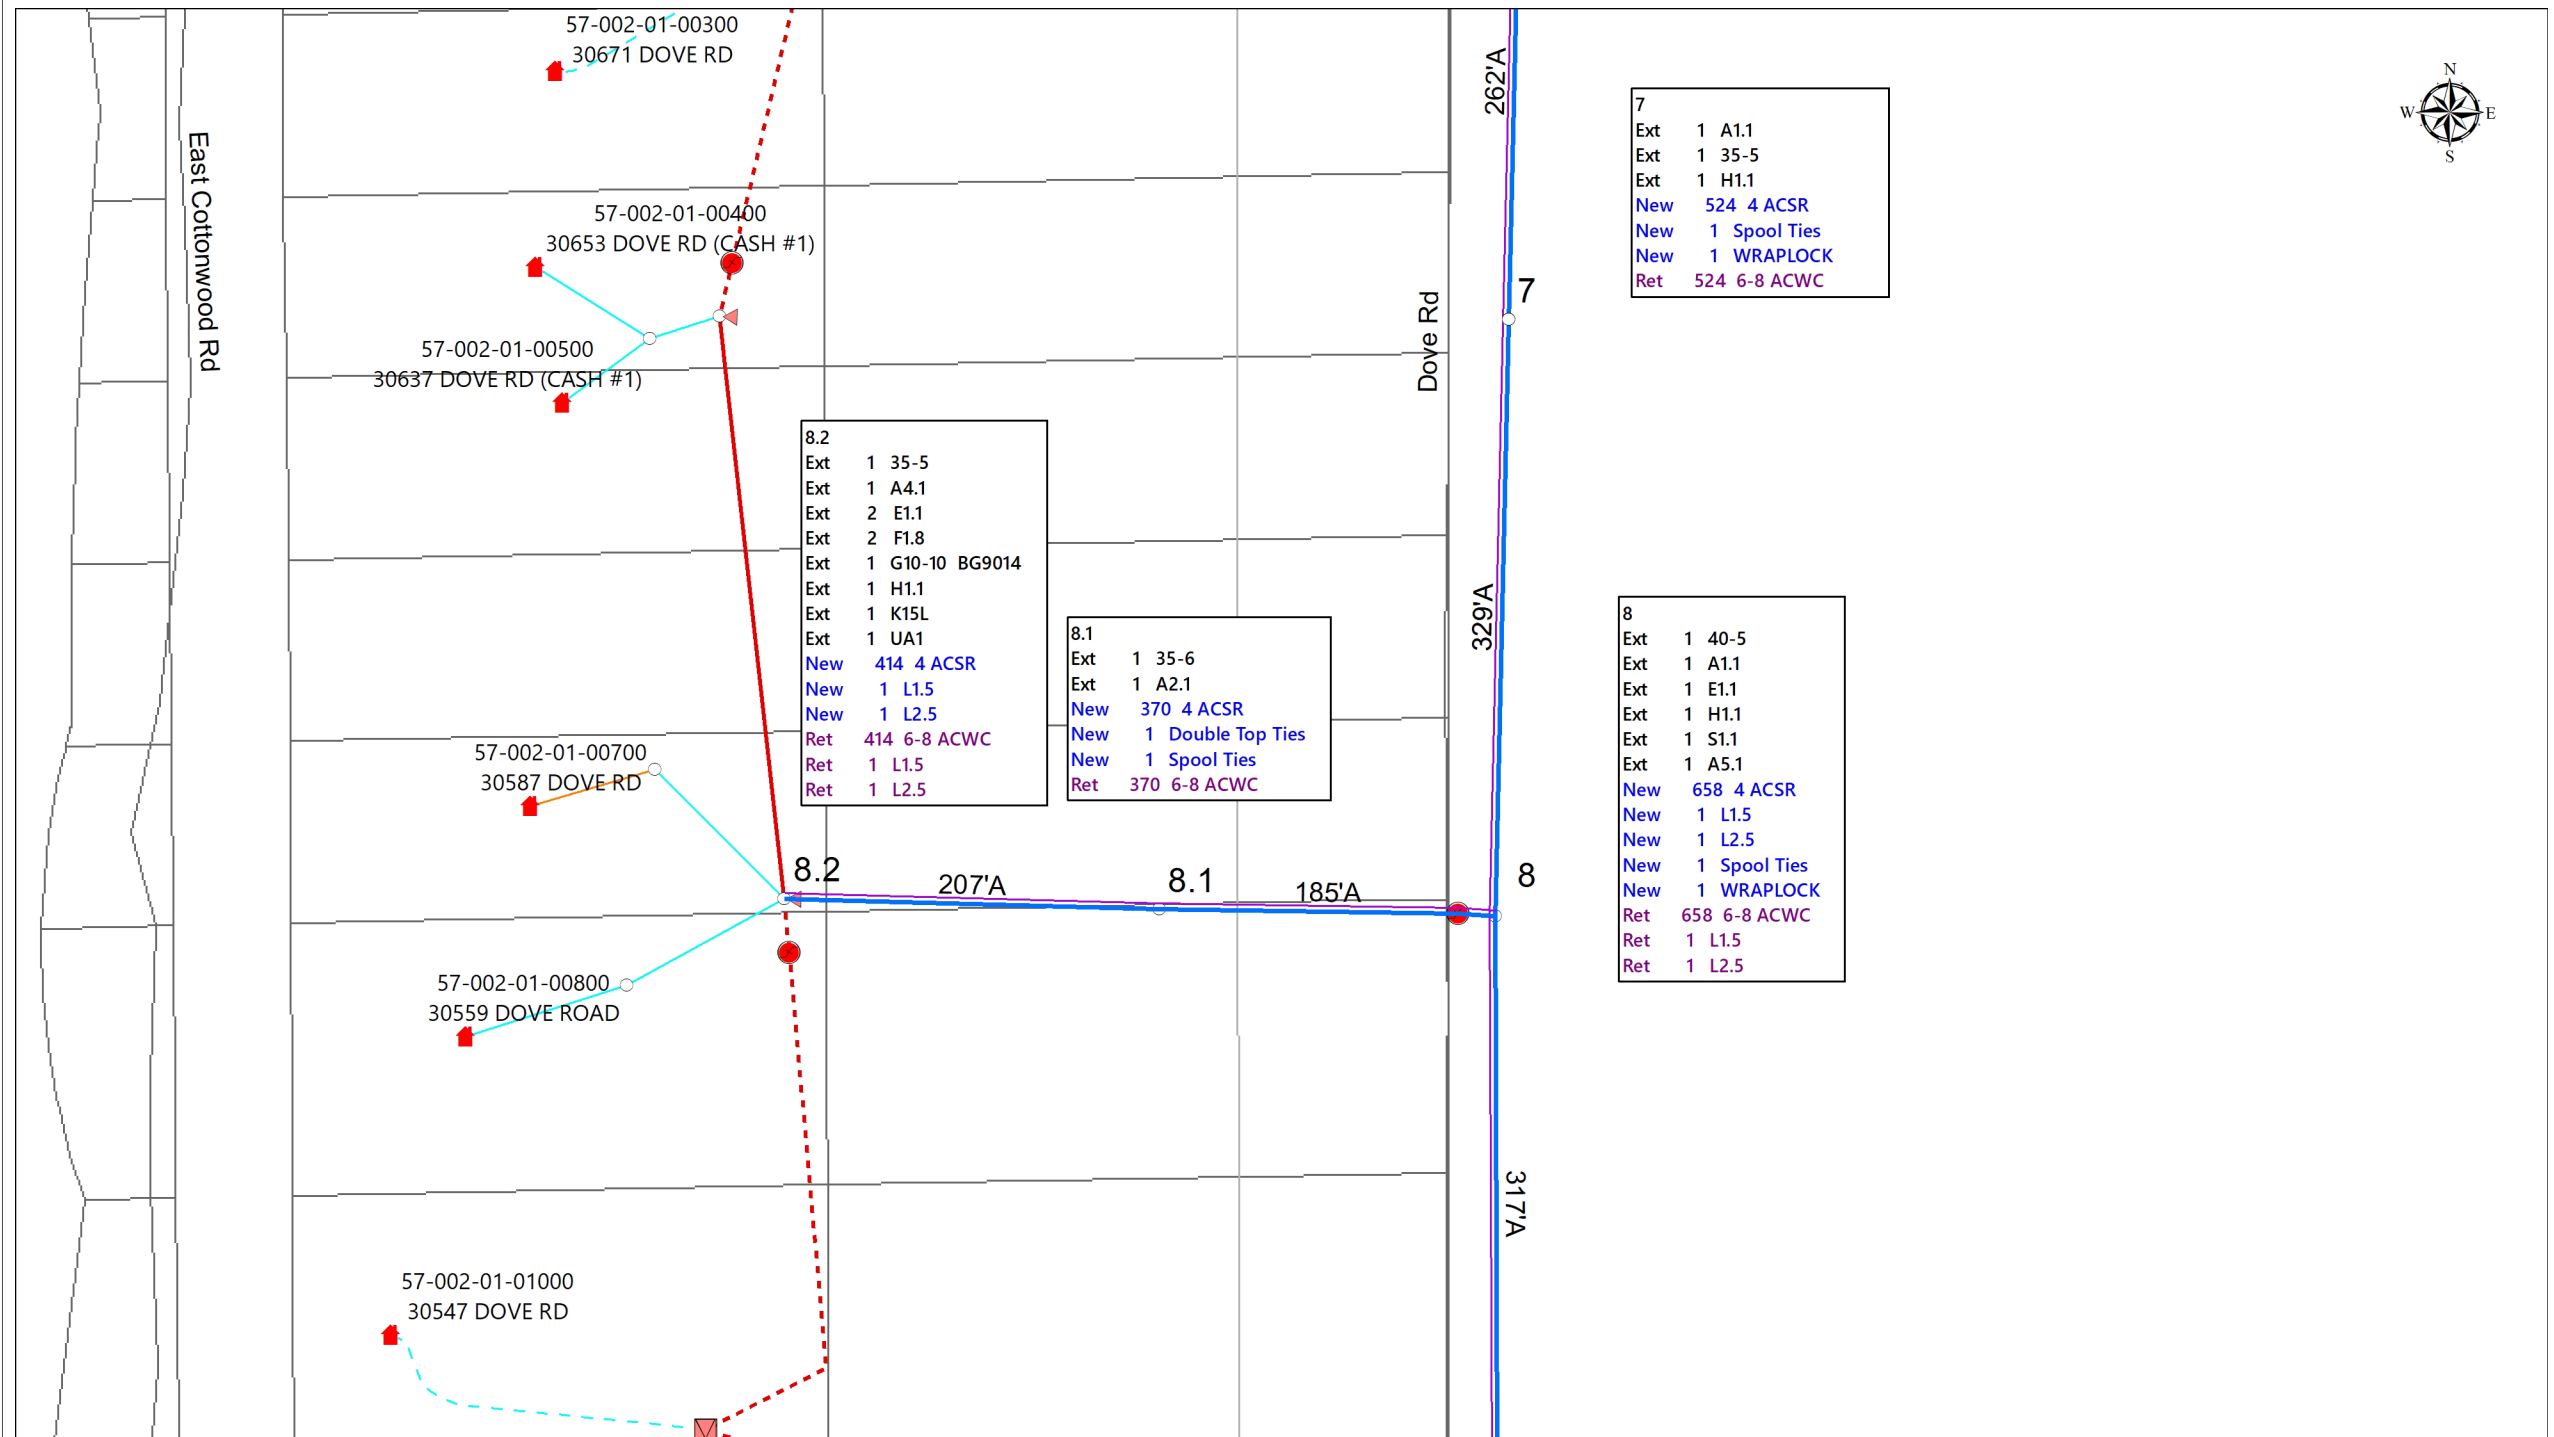 57-002-01-00300
30671 DOVE RD
262'A
N
W E
S
East Cottonwood Rd
57-002-01-00400
30653 DOVE RD (CASH #1)
57-002-01-00500
30637 DOVE RD (CASH #1)
Dove Rd
7
7
Ext 1 A1.1
Ext 1 35-5
Ext 1 H1.1
New 524 4 ACSR
New 1 Spool Ties
New 1 WRAPLOCK
Ret 524 6-8 ACWC
8.2
Ext 1 35-5
Ext 1 A4.1
Ext 2 E1.1
Ext 2 F1.8
Ext 1 G10-10 BG9014
Ext 1 H1.1
Ext 1 K15L
Ext 1 UA1
New 414 4 ACSR
New 1 L1.5
New 1 L2.5
Ret 414 6-8 ACWC
Ret 1 L1.5
Ret 1 L2.5
8.1
Ext 1 35-6
Ext 1 A2.1
New 370 4 ACSR
New 1 Double Top Ties
New 1 Spool Ties
Ret 370 6-8 ACWC
329'A
8
Ext 1 40-5
Ext 1 A1.1
Ext 1 E1.1
Ext 1 H1.1
Ext 1 S1.1
Ext 1 A5.1
New 658 4 ACSR
New 1 L1.5
New 1 L2.5
New 1 Spool Ties
New 1 WRAPLOCK
Ret 658 6-8 ACWC
Ret 1 L1.5
Ret 1 L2.5
57-002-01-00700
30587 DOVE RD
8.2
207'A
8.1
185'A
8
57-002-01-00800
30559 DOVE ROAD
317'A
57-002-01-01000
30547 DOVE RD